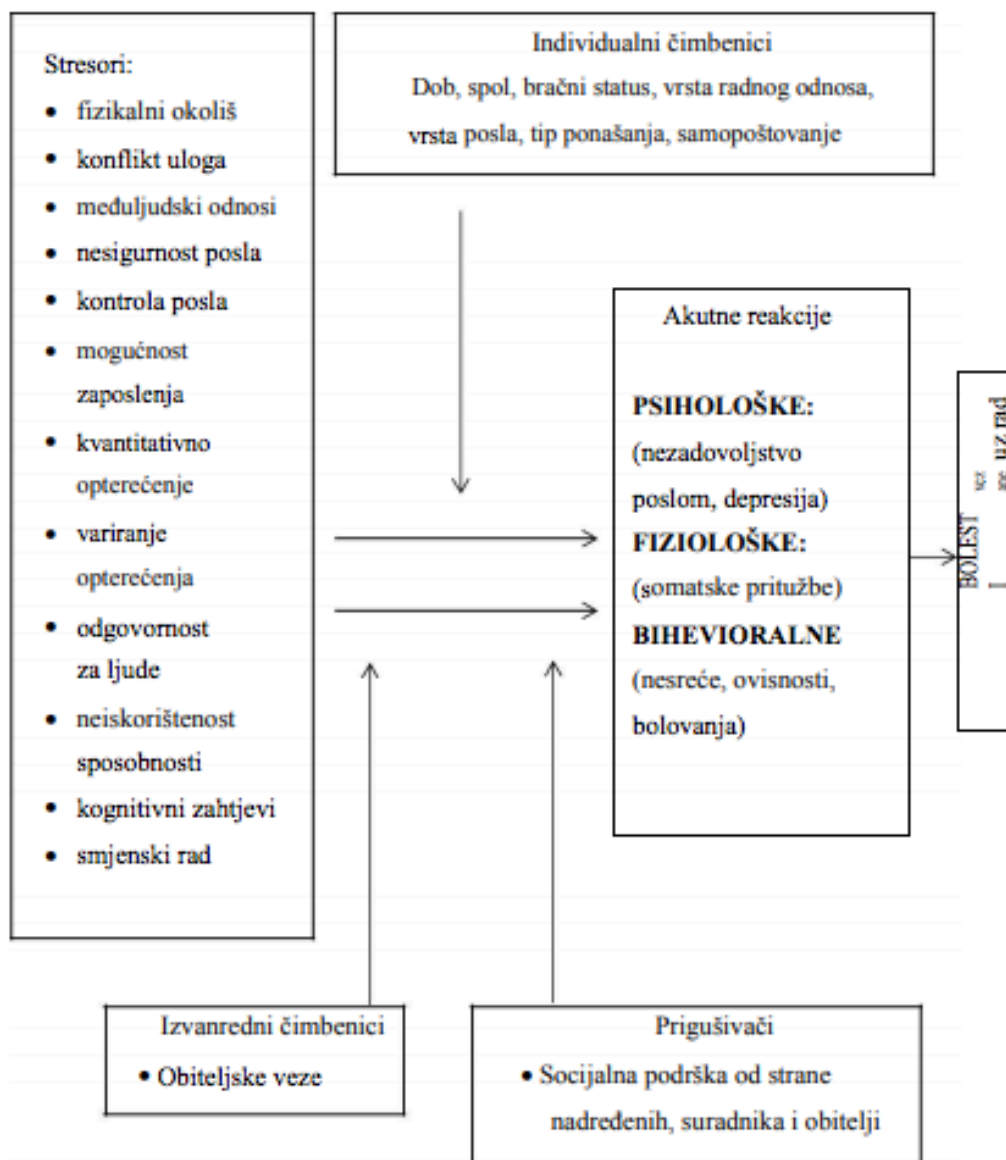 Stresori:
• fizikalni okoliš
• konflikt uloga
• međuljudski odnosi
• nesigurnost posla
• kontrola posla
• mogućnost
zaposlenja
• kvantitativno
opterećenje
• variranje
opterećenja
• odgovornost
za ljude
• neiskorištenost
sposobnosti
• kognitivni zahtjevi
• smjenski rad
Individualni čimbenici
Dob, spol, bračni status, vrsta radnog odnosa,
vrsta posla, tip ponašanja, samopoštovanje
Akutne reakcije
PSIHOLOŠKE:
(nezadovoljstvo
poslom, depresija)
FIZIOLOŠKE:
(somatske pritužbe)
BIHEVIORALNE
(nesreće, ovisnosti,
bolovanja)
BOLEST
uz rad
Izvanredni čimbenici
• Obiteljske veze
Prigušivači
• Socijalna podrška od strane
nadređenih, suradnika i obitelji